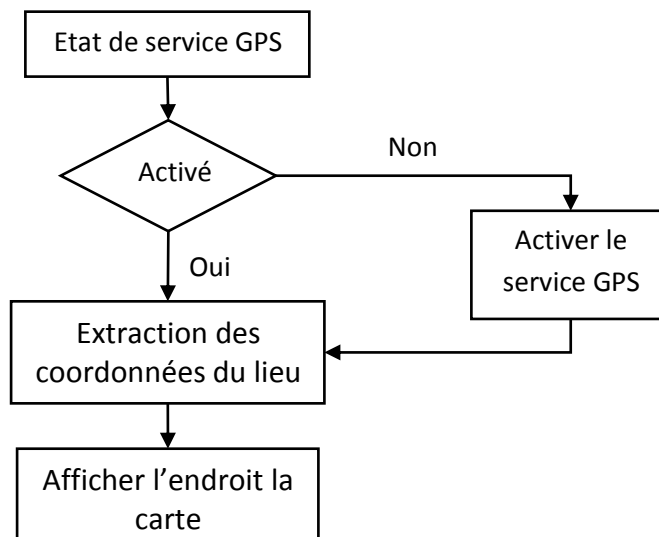 Etat de service GPS
Activé
Non
Oui
Activer le
service GPS
Extraction des
coordonnées du lieu
Afficher l’endroit la
carte